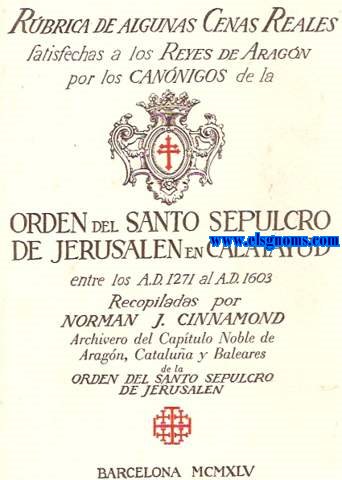 RÚBRICA DE ALGUNAS CENAS REALES
satisfechas a los REYES DE ARAGÓN
por los CANÓNIGOS de la
ORDEN DEL SANTO SEPULCRO
www.elsgnoms.com
DE JERUSALEN EN CALATAYUD
entre los A.D. 1271 al A.D. 1603
Recopiladas por
NORMAN J. CINNAMOND
Archivero del Capítulo Noble de
Aragón, Cataluña y Baleares
de la
ORDEN DEL SANTO SEPULCRO
DE JERUSALEN
BARCELONA MCMXLV